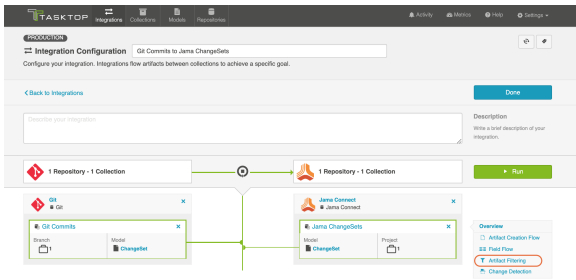 TASKTOP
Integrations
Collections
Models
Repositories
Activity
Metrics
Help
Settings
PRODUCTION
Integration Configuration
Git Commits to Jama ChangeSets
Configure your integration. Integrations flow artifacts between collections to achieve a specific goal.
Back to Integrations
Done
Describe your integration
Description
Write a brief description of your
integration.
1 Repository - 1 Collection
1 Repository - 1 Collection
Run
Git
Git
Jama Connect
Jama Connect
Git Commits
Branch
1
Model
ChangeSet
Jama ChangeSets
Model
ChangeSet
Project
1
Overview
Artifact Creation Flow
Field Flow
Artifact Filtering
Change Detection